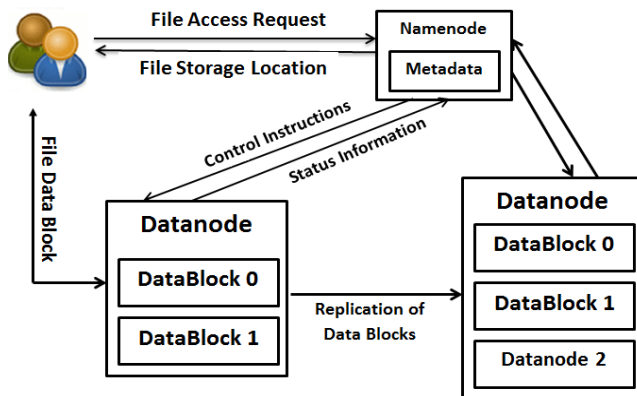 File Access Request
File Storage Location
Namenode
Metadata
Control Instructions
Status Information
File Data
Block
Datanode
DataBlock 0
DataBlock 1
Replication of
Data Blocks
Datanode
DataBlock 0
DataBlock 1
Datanode 2